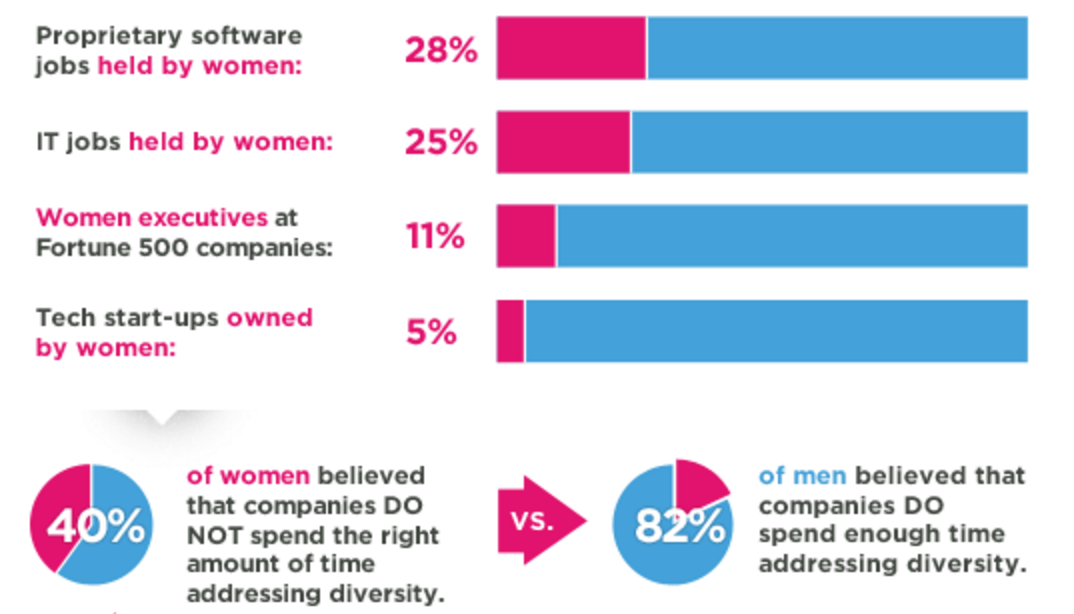 Proprietary software
jobs held by women:
28%
IT jobs held by women:
25%
Women executives at
Fortune 500 companies:
11%
Tech start-ups owned
by women:
5%
40%
of women believed
that companies DO
NOT spend the right
amount of time
addressing diversity.
VS.
82%
of men believed that
companies DO
spend enough time
addressing diversity.